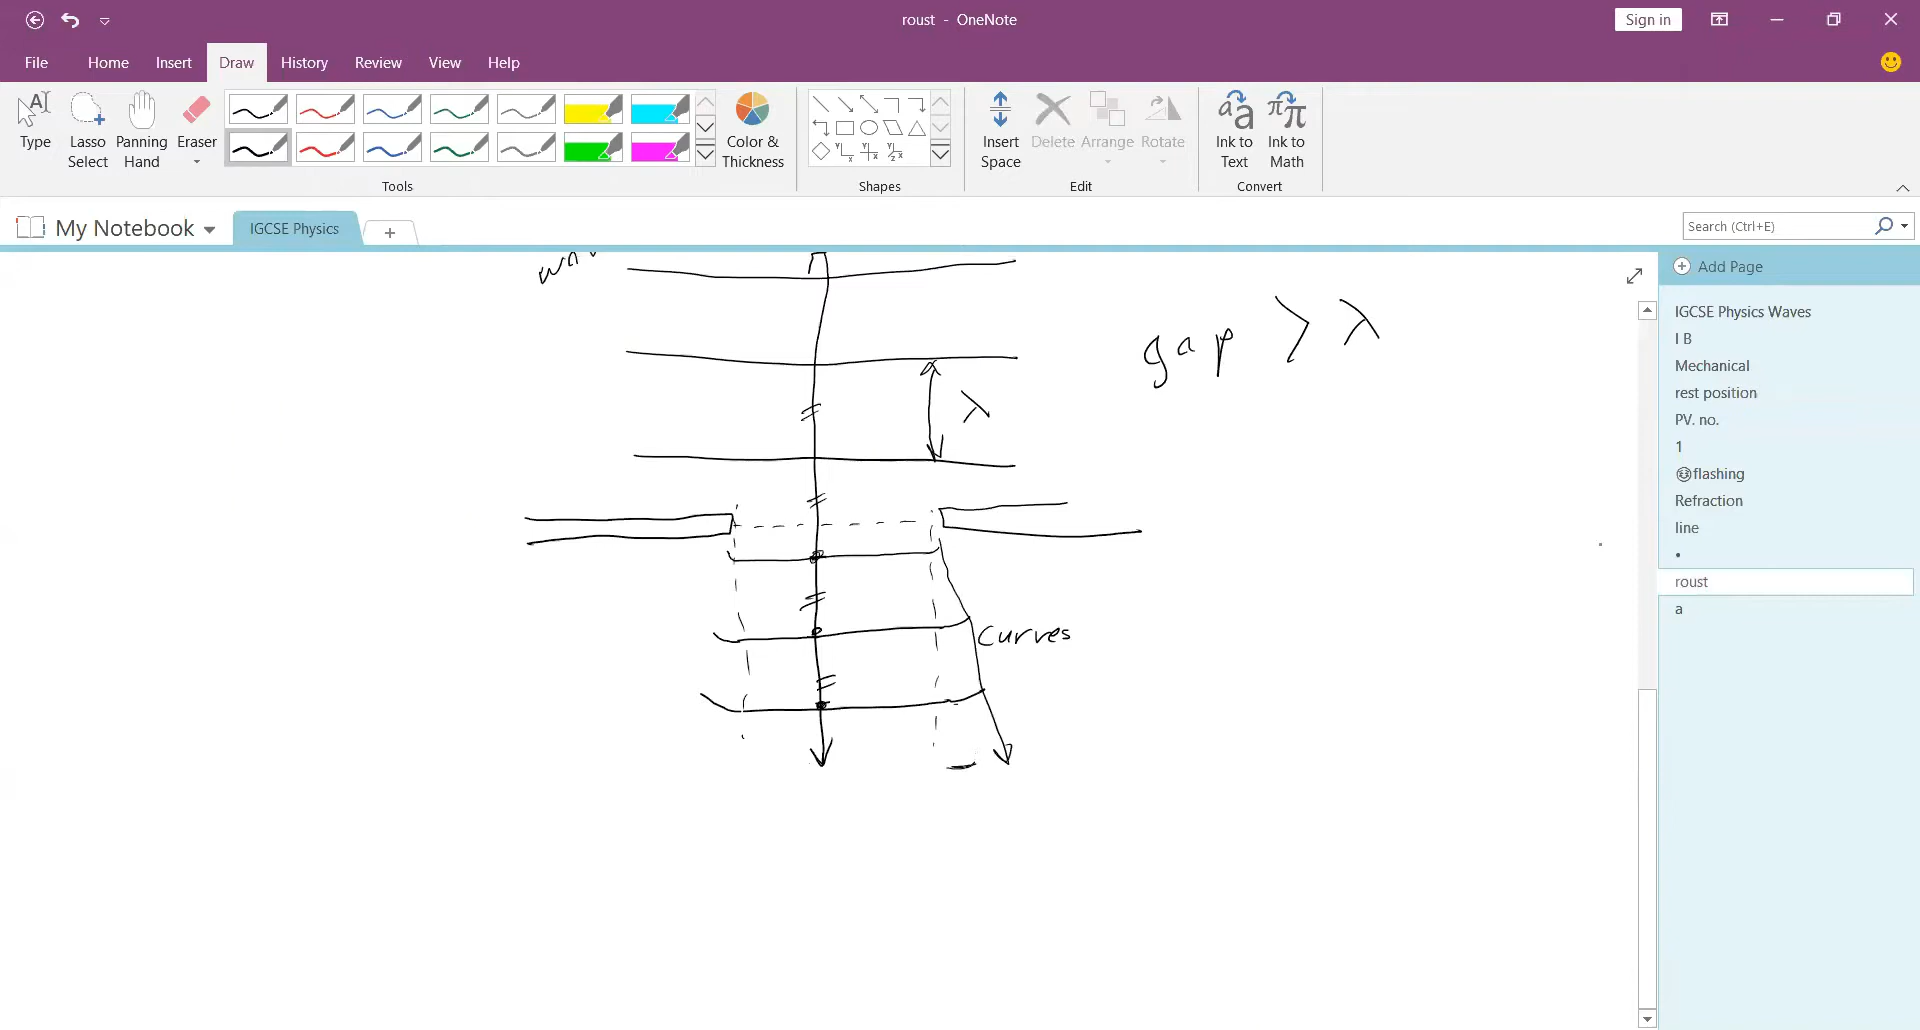 roust - OneNote
Sign in
File Home Insert Draw History Review View Help
Type
Lasso Select
Panning Hand
Eraser
Color & Thickness
Insert Space
Delete
Arrange
Rotate
Ink to Text
Ink to Math
Tools
Shapes
Edit
Convert
My Notebook
IGCSE Physics
Search (Ctrl+E)
gap > λ
λ
curves
Add Page
IGCSE Physics Waves
I B
Mechanical
rest position
PV. no.
1
flashing
Refraction
line
•
roust
a